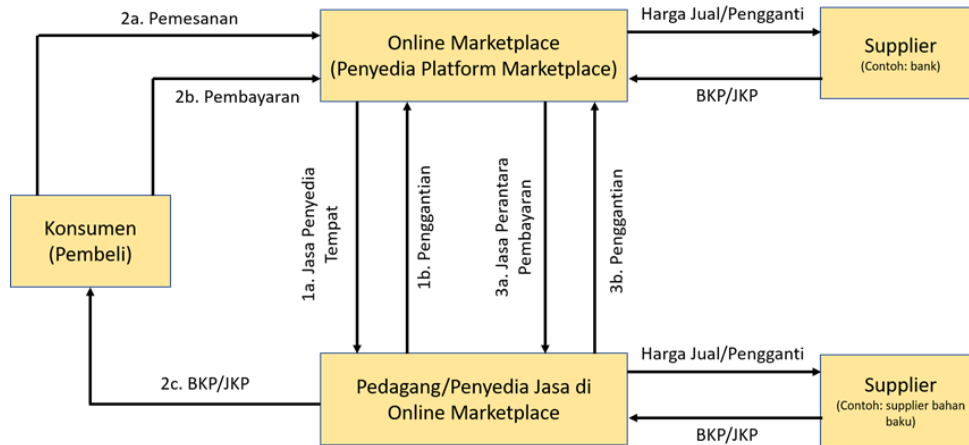 2a. Pemesanan
Harga Jual/Pengganti
Online Marketplace
(Penyedia Platform Marketplace)
Supplier
(Contoh: bank)
2b. Pembayaran
BKP/JKP
Konsumen
(Pembeli)
1a. Jasa Penyedia
Tempat
1b. Penggantian
3a. Jasa Perantara
Pembayaran
3b. Penggantian
2c. BKP/JKP
Pedagang/Penyedia Jasa di
Online Marketplace
Harga Jual/Pengganti
Supplier
(Contoh: supplier bahan
baku)
BKP/JKP